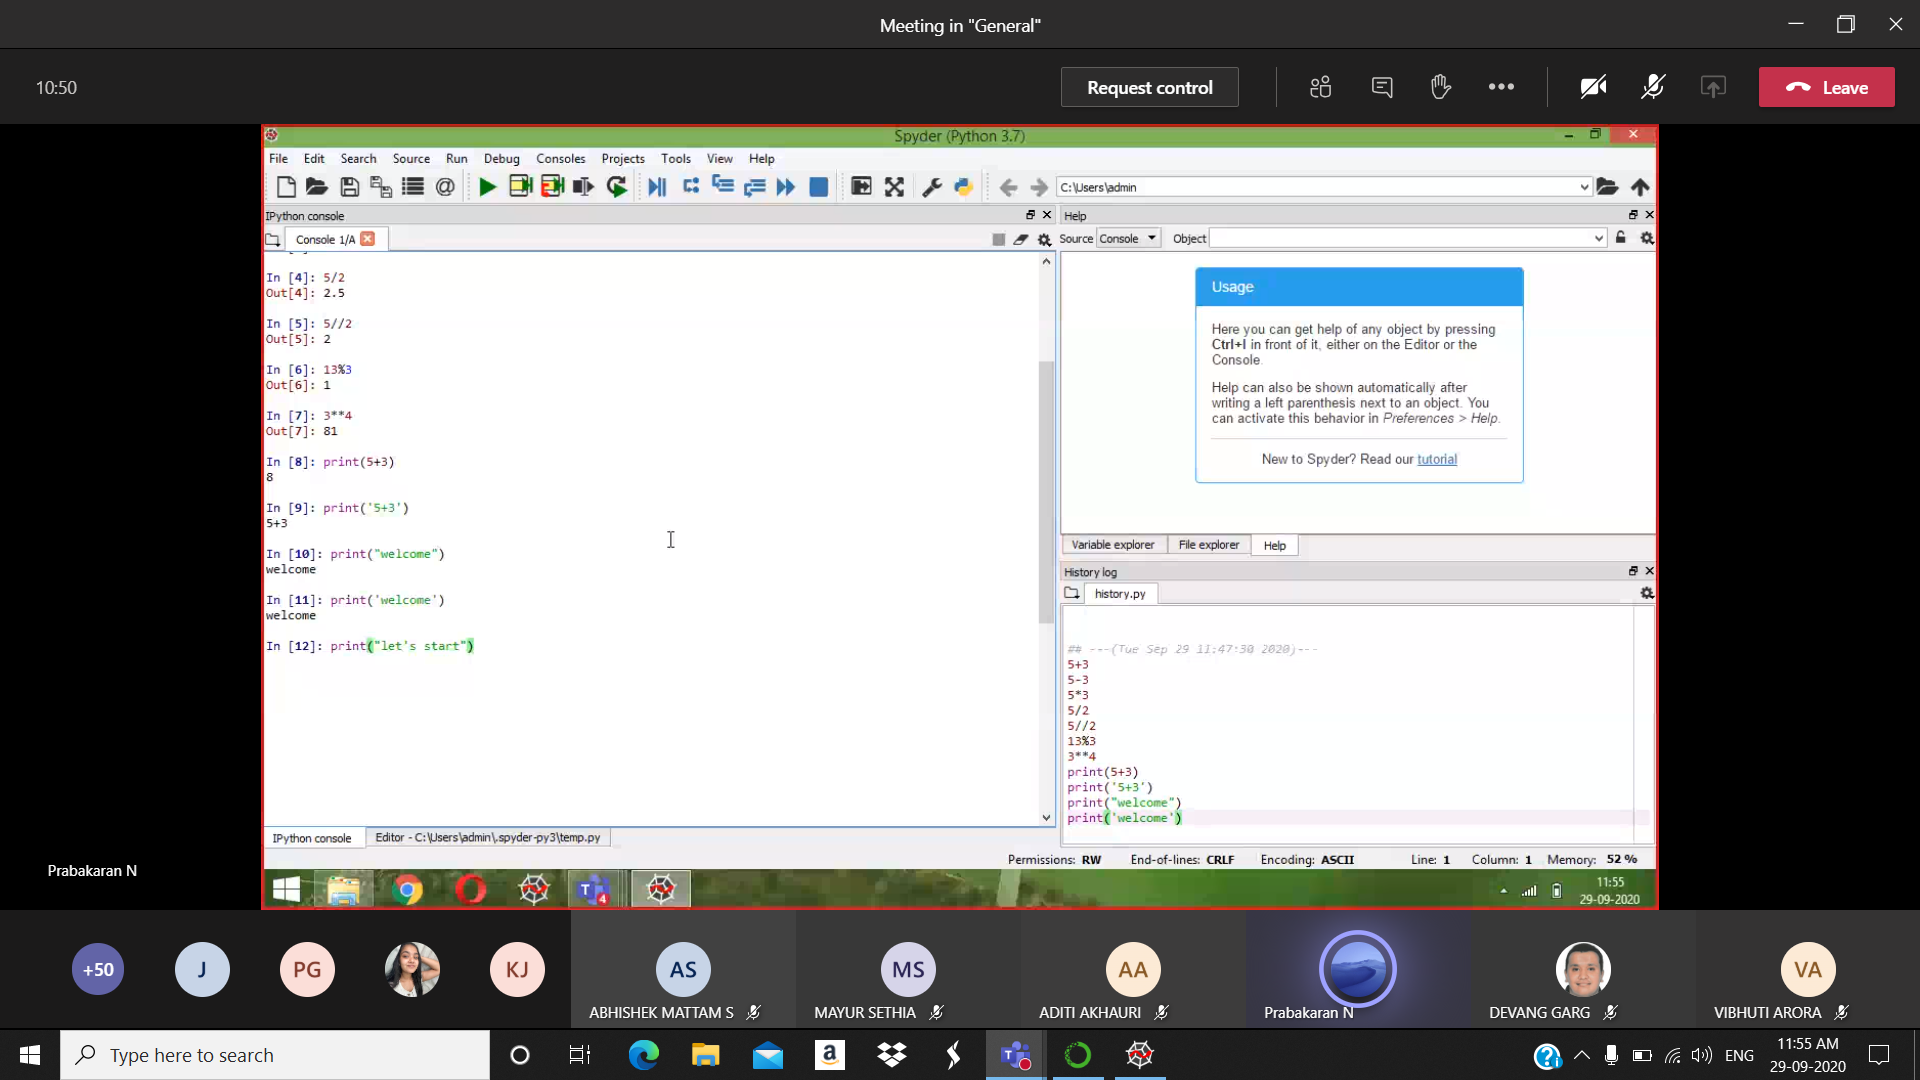 Meeting in "General"
10:50
Request control
Leave
Spyder (Python 3.7)
File Edit Search Source Run Debug Consoles Projects Tools View Help
C:\Users\admin
IPython console
Console 1/A
In [4]: 5/2
Out[4]: 2.5
In [5]: 5//2
Out[5]: 2
In [6]: 13%3
Out[6]: 1
In [7]: 3**4
Out[7]: 81
In [8]: print(5+3)
8
In [9]: print('5+3')
5+3
In [10]: print("welcome")
welcome
In [11]: print('welcome')
welcome
In [12]: print("let's start")
IPython console
Editor - C:\Users\admin\.spyder-py3\temp.py
Help
Source Console Object
Usage
Here you can get help of any object by pressing
Ctrl+I in front of it, either on the Editor or the
Console.
Help can also be shown automatically after
writing a left parenthesis next to an object. You
can activate this behavior in Preferences > Help.
New to Spyder? Read our tutorial
Variable explorer File explorer Help
History log
history.py
## ---(Tue Sep 29 11:47:30 2020)---
5+3
5-3
5*3
5/2
5//2
13%3
3**4
print(5+3)
print('5+3')
print("welcome")
print('welcome')
Permissions: RW End-of-lines: CRLF Encoding: ASCII Line: 1 Column: 1 Memory: 52 %
T 4
11:55
29-09-2020
Prabakaran N
+50
J
PG
KJ
AS
ABHISHEK MATTAM S
MS
MAYUR SETHIA
AA
ADITI AKHAURI
Prabakaran N
DEVANG GARG
VA
VIBHUTI ARORA
Type here to search
a
T
ENG
11:55 AM
29-09-2020